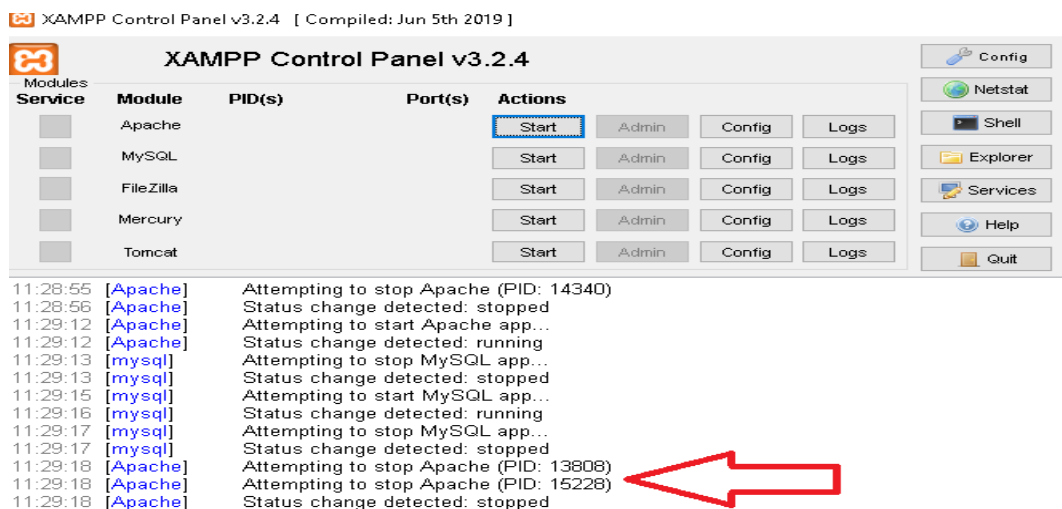 XAMPP Control Panel v3.2.4 [ Compiled: Jun 5th 2019 ]
XAMPP Control Panel v3.2.4
Config
Modules
Service Module PID(s) Port(s) Actions
Netstat
Apache Start Admin Config Logs
Shell
MySQL Start Admin Config Logs
Explorer
FileZilla Start Admin Config Logs
Services
Mercury Start Admin Config Logs
Help
Tomcat Start Admin Config Logs
Quit
11:28:55 [Apache] Attempting to stop Apache (PID: 14340)
11:28:56 [Apache] Status change detected: stopped
11:29:12 [Apache] Attempting to start Apache app...
11:29:12 [Apache] Status change detected: running
11:29:13 [mysql] Attempting to stop MySQL app...
11:29:13 [mysql] Status change detected: stopped
11:29:15 [mysql] Attempting to start MySQL app...
11:29:16 [mysql] Status change detected: running
11:29:17 [mysql] Attempting to stop MySQL app...
11:29:17 [mysql] Status change detected: stopped
11:29:18 [Apache] Attempting to stop Apache (PID: 13808)
11:29:18 [Apache] Attempting to stop Apache (PID: 15228)
11:29:18 [Apache] Status change detected: stopped